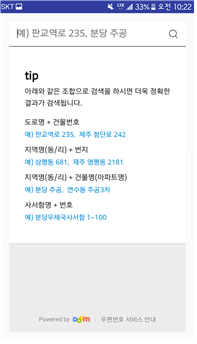 SKT 33% 오전 10:22
예) 판교역로 235, 분당 주공
tip
아래와 같은 조합으로 검색을 하시면 더욱 정확한
결과가 검색됩니다.
도로명 + 건물번호
예) 판교역로 235, 제주 첨단로 242
지역명(동/리) + 번지
예) 삼평동 681, 제주 영평동 2181
지역명(동/리) + 건물명(아파트명)
예) 분당 주공, 연수동 주공3차
사서함명 + 번호
예) 분당우체국사서함 1~100
Powered by daum 우편번호 서비스 안내